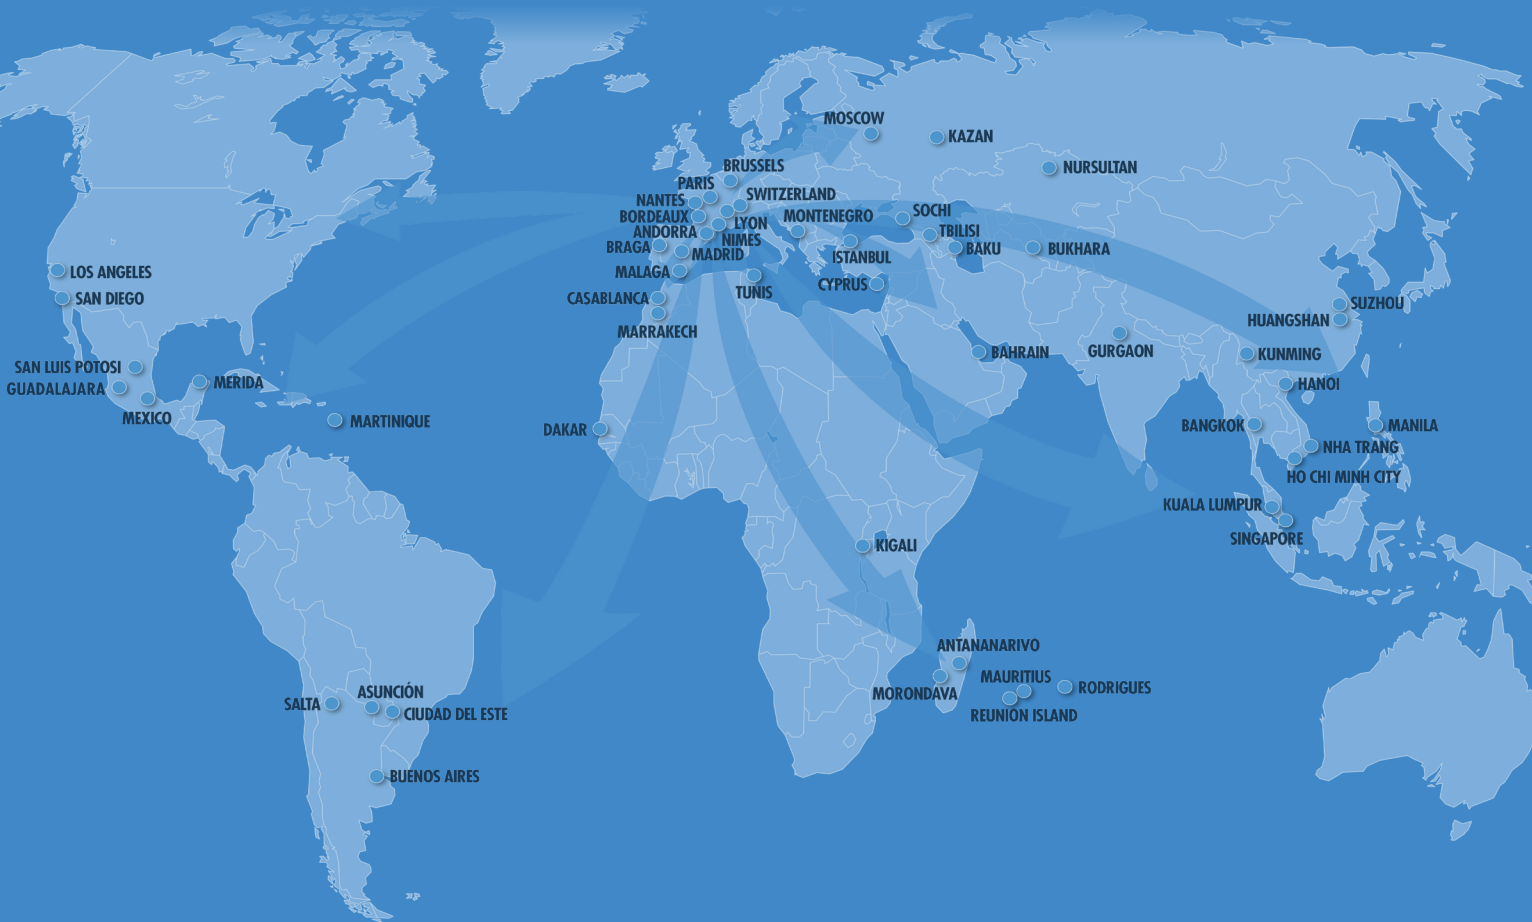 MOSCOW
KAZAN
BRUSSELS
NURSULTAN
PARIS
SWITZERLAND
NANTES
BORDEAUX
MONTENEGRO
SOCHI
LYON
ANDORRA
TBILISI
NIMES
BRAGA
MADRID
ISTANBUL
BAKU
BUKHARA
LOS ANGELES
MALAGA
CYPRUS
TUNIS
SAN DIEGO
CASABLANCA
SUZHOU
HUANGSHAN
MARRAKECH
BAHRAIN
GURGAON
KUNMING
SAN LUIS POTOSI
MERIDA
HANOI
GUADALAJARA
MEXICO
MARTINIQUE
DAKAR
BANGKOK
MANILA
NHA TRANG
HO CHI MINH CITY
KUALA LUMPUR
SINGAPORE
KIGALI
ANTANANARIVO
MAURITIUS
RODRIGUES
MORONDAVA
REUNION ISLAND
ASUNCIÓN
SALTA
CIUDAD DEL ESTE
BUENOS AIRES